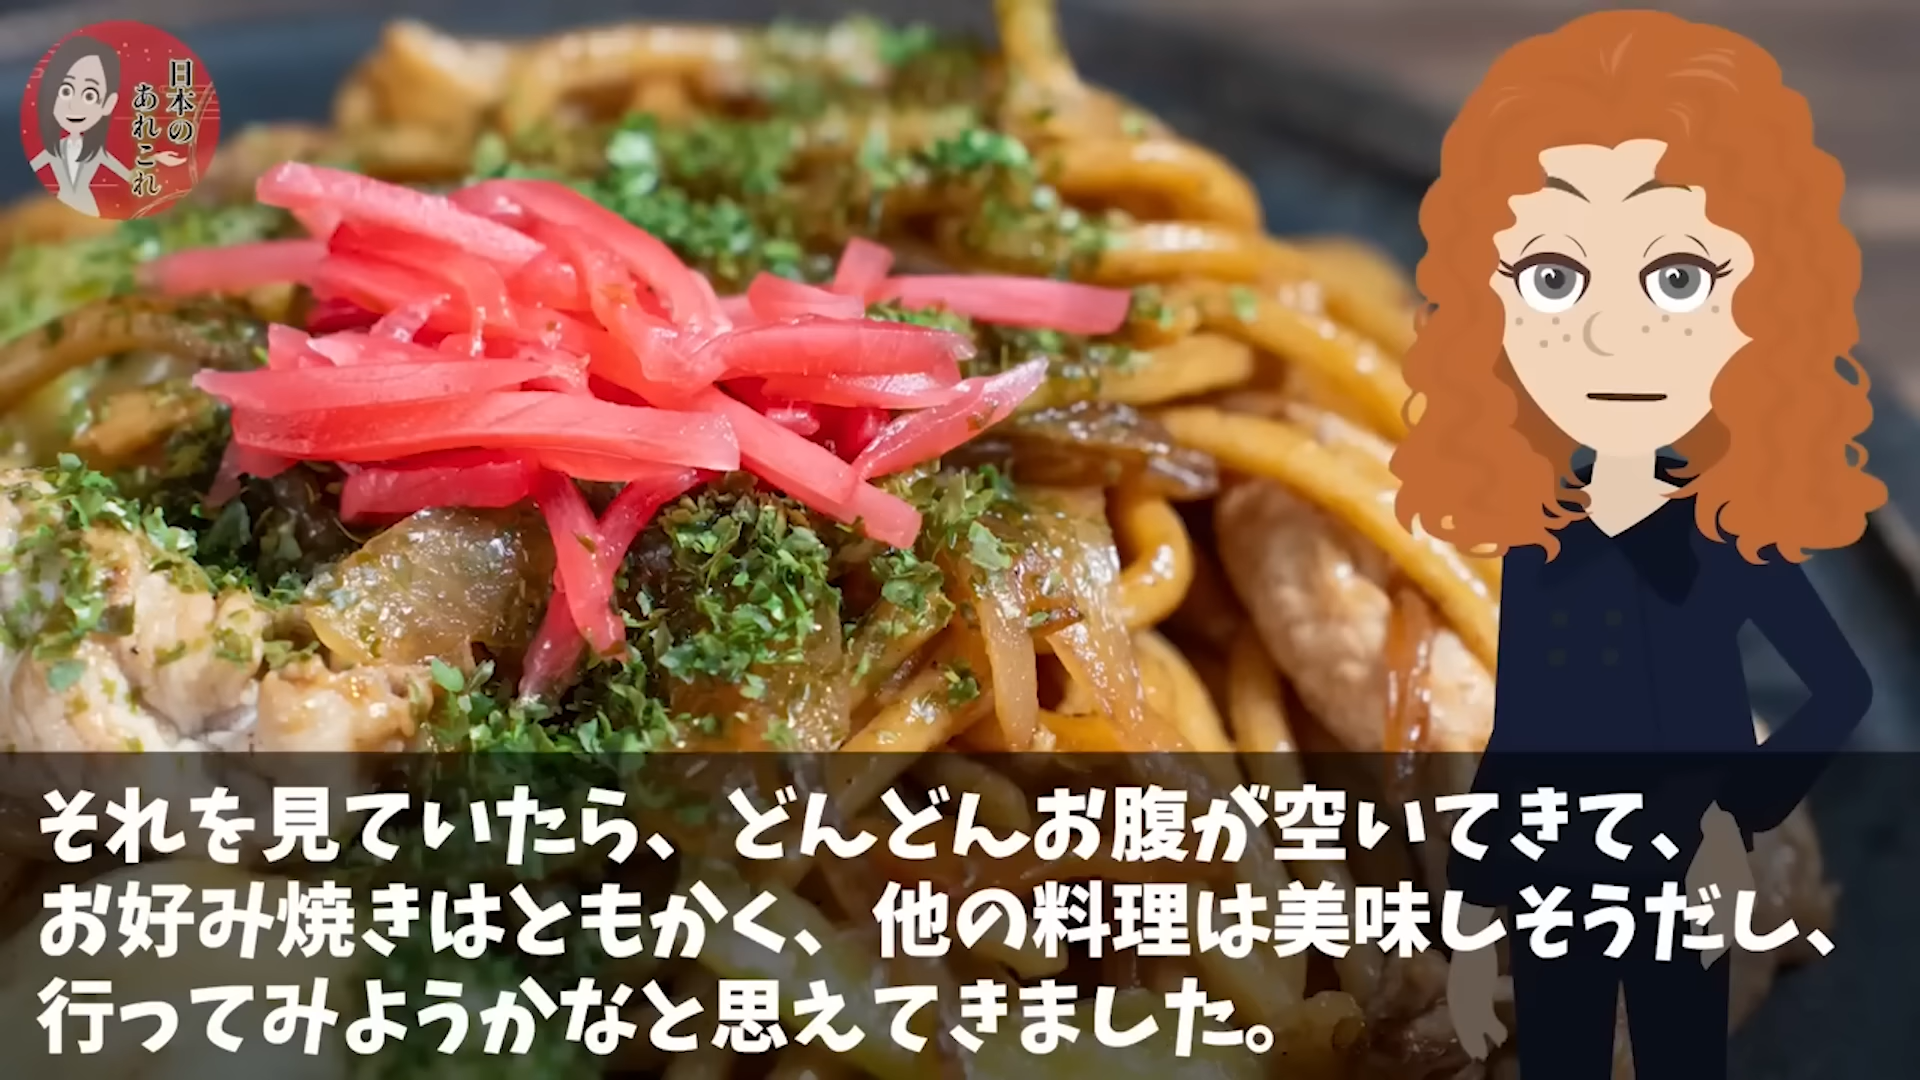 日本の
あれこれ
それを見ていたら、どんどんお腹が空いてきて、
お好み焼きはともかく、他の料理は美味しそうだし、
行ってみようかなと思えてきました。